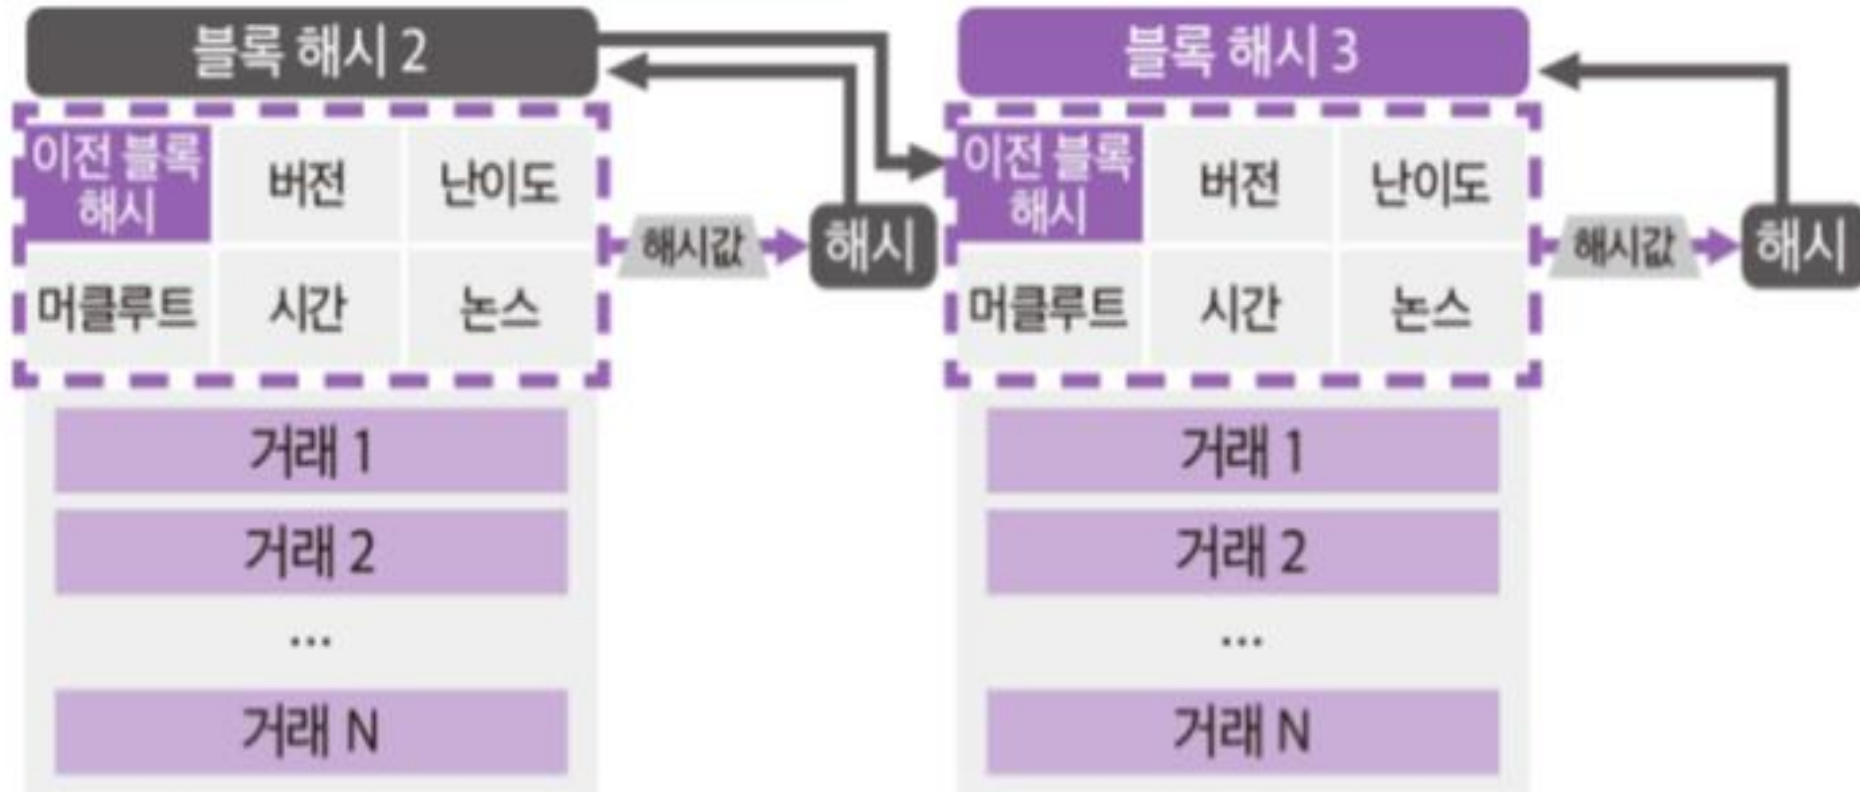 블록 해시 2
이전 블록
해시
버전
난이도
머클루트
시간
논스
해시값
해시
거래 1
거래 2
...
거래 N
블록 해시 3
이전 블록
해시
버전
난이도
머클루트
시간
논스
해시값
해시
거래 1
거래 2
...
거래 N